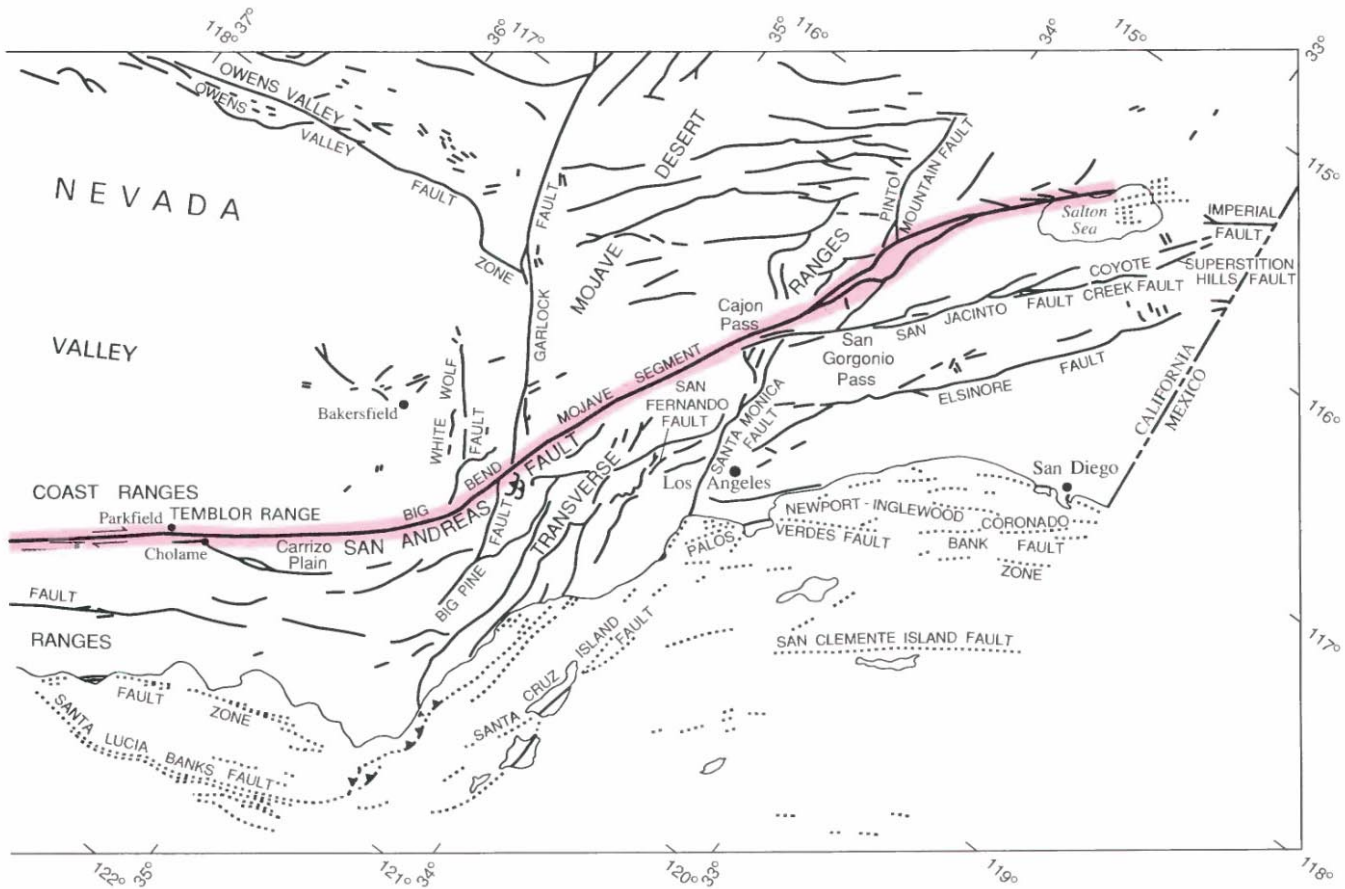 118° 37°
36° 117°
35° 116°
34° 115°
33°
OWENS VALLEY
OWENS VALLEY FAULT ZONE
NEVADA
VALLEY
MOJAVE DESERT
GARLOCK FAULT
PINTO MOUNTAIN FAULT
RANGES
Salton
Sea
115°
IMPERIAL
FAULT
COYOTE
CREEK FAULT
SUPERSTITION
HILLS FAULT
SAN JACINTO FAULT
Cajon
Pass
San
Gorgonio
Pass
MOJAVE SEGMENT
SAN
FERNANDO
FAULT
SANTA MONICA
FAULT
ELSINORE FAULT
CALIFORNIA
MEXICO
116°
Bakersfield
WHITE WOLF
FAULT
Los Angeles
San Diego
COAST RANGES
Parkfield
TEMBLOR RANGE
BIG BEND
SAN ANDREAS FAULT
Cholame
Carrizo
Plain
TRANSVERSE
BIG PINE FAULT
NEWPORT-INGLEWOOD
PALOS VERDES FAULT
CORONADO
BANK FAULT
ZONE
FAULT
RANGES
SANTA CRUZ ISLAND
FAULT
SAN CLEMENTE ISLAND FAULT
117°
FAULT ZONE
SANTA LUCIA BANKS FAULT
122° 35°
121° 34°
120° 33°
119°
118°